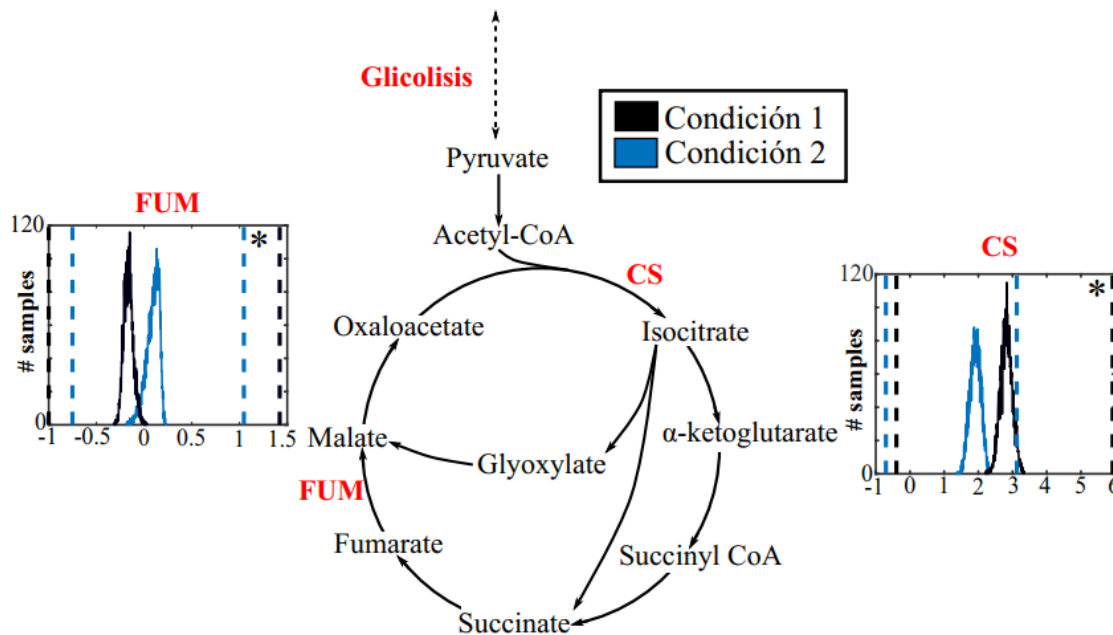 Glicolisis
Condición 1
Condición 2
Pyruvate
FUM
120
*
# samples
0
-1 -0.5 0 0.5 1 1.5
Acetyl-CoA
CS
Oxaloacetate
Isocitrate
CS
120
*
# samples
0
-1 0 1 2 3 4 5 6
Malate
Glyoxylate
α-ketoglutarate
FUM
Fumarate
Succinyl CoA
Succinate